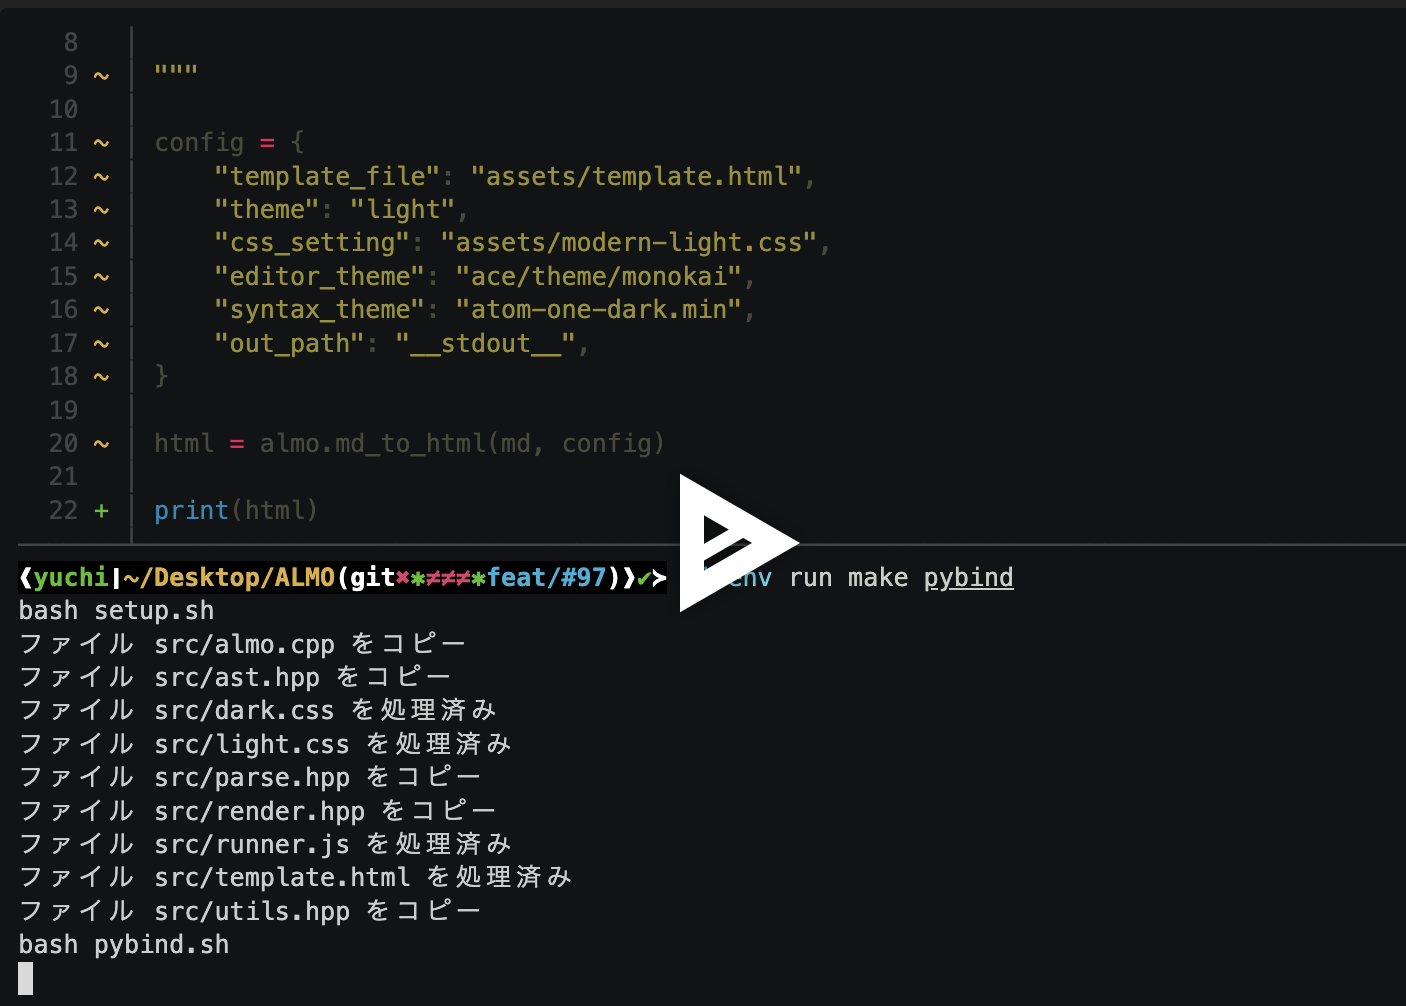 8
9 ~ """
10
11 ~ config = {
12 ~ "template_file": "assets/template.html",
13 ~ "theme": "light",
14 ~ "css_setting": "assets/modern-light.css",
15 ~ "editor_theme": "ace/theme/monokai",
16 ~ "syntax_theme": "atom-one-dark.min",
17 ~ "out_path": "__stdout__",
18 ~ }
19
20 ~ html = almo.md_to_html(md, config)
21
22 + print(html)
❰yuchi❙~/Desktop/ALMO(git✖✱≠≠≠✱feat/#97)❱✔≻ run make pybind
bash setup.sh
ファイル src/almo.cpp をコピー
ファイル src/ast.hpp をコピー
ファイル src/dark.css を処理済み
ファイル src/light.css を処理済み
ファイル src/parse.hpp をコピー
ファイル src/render.hpp をコピー
ファイル src/runner.js を処理済み
ファイル src/template.html を処理済み
ファイル src/utils.hpp をコピー
bash pybind.sh